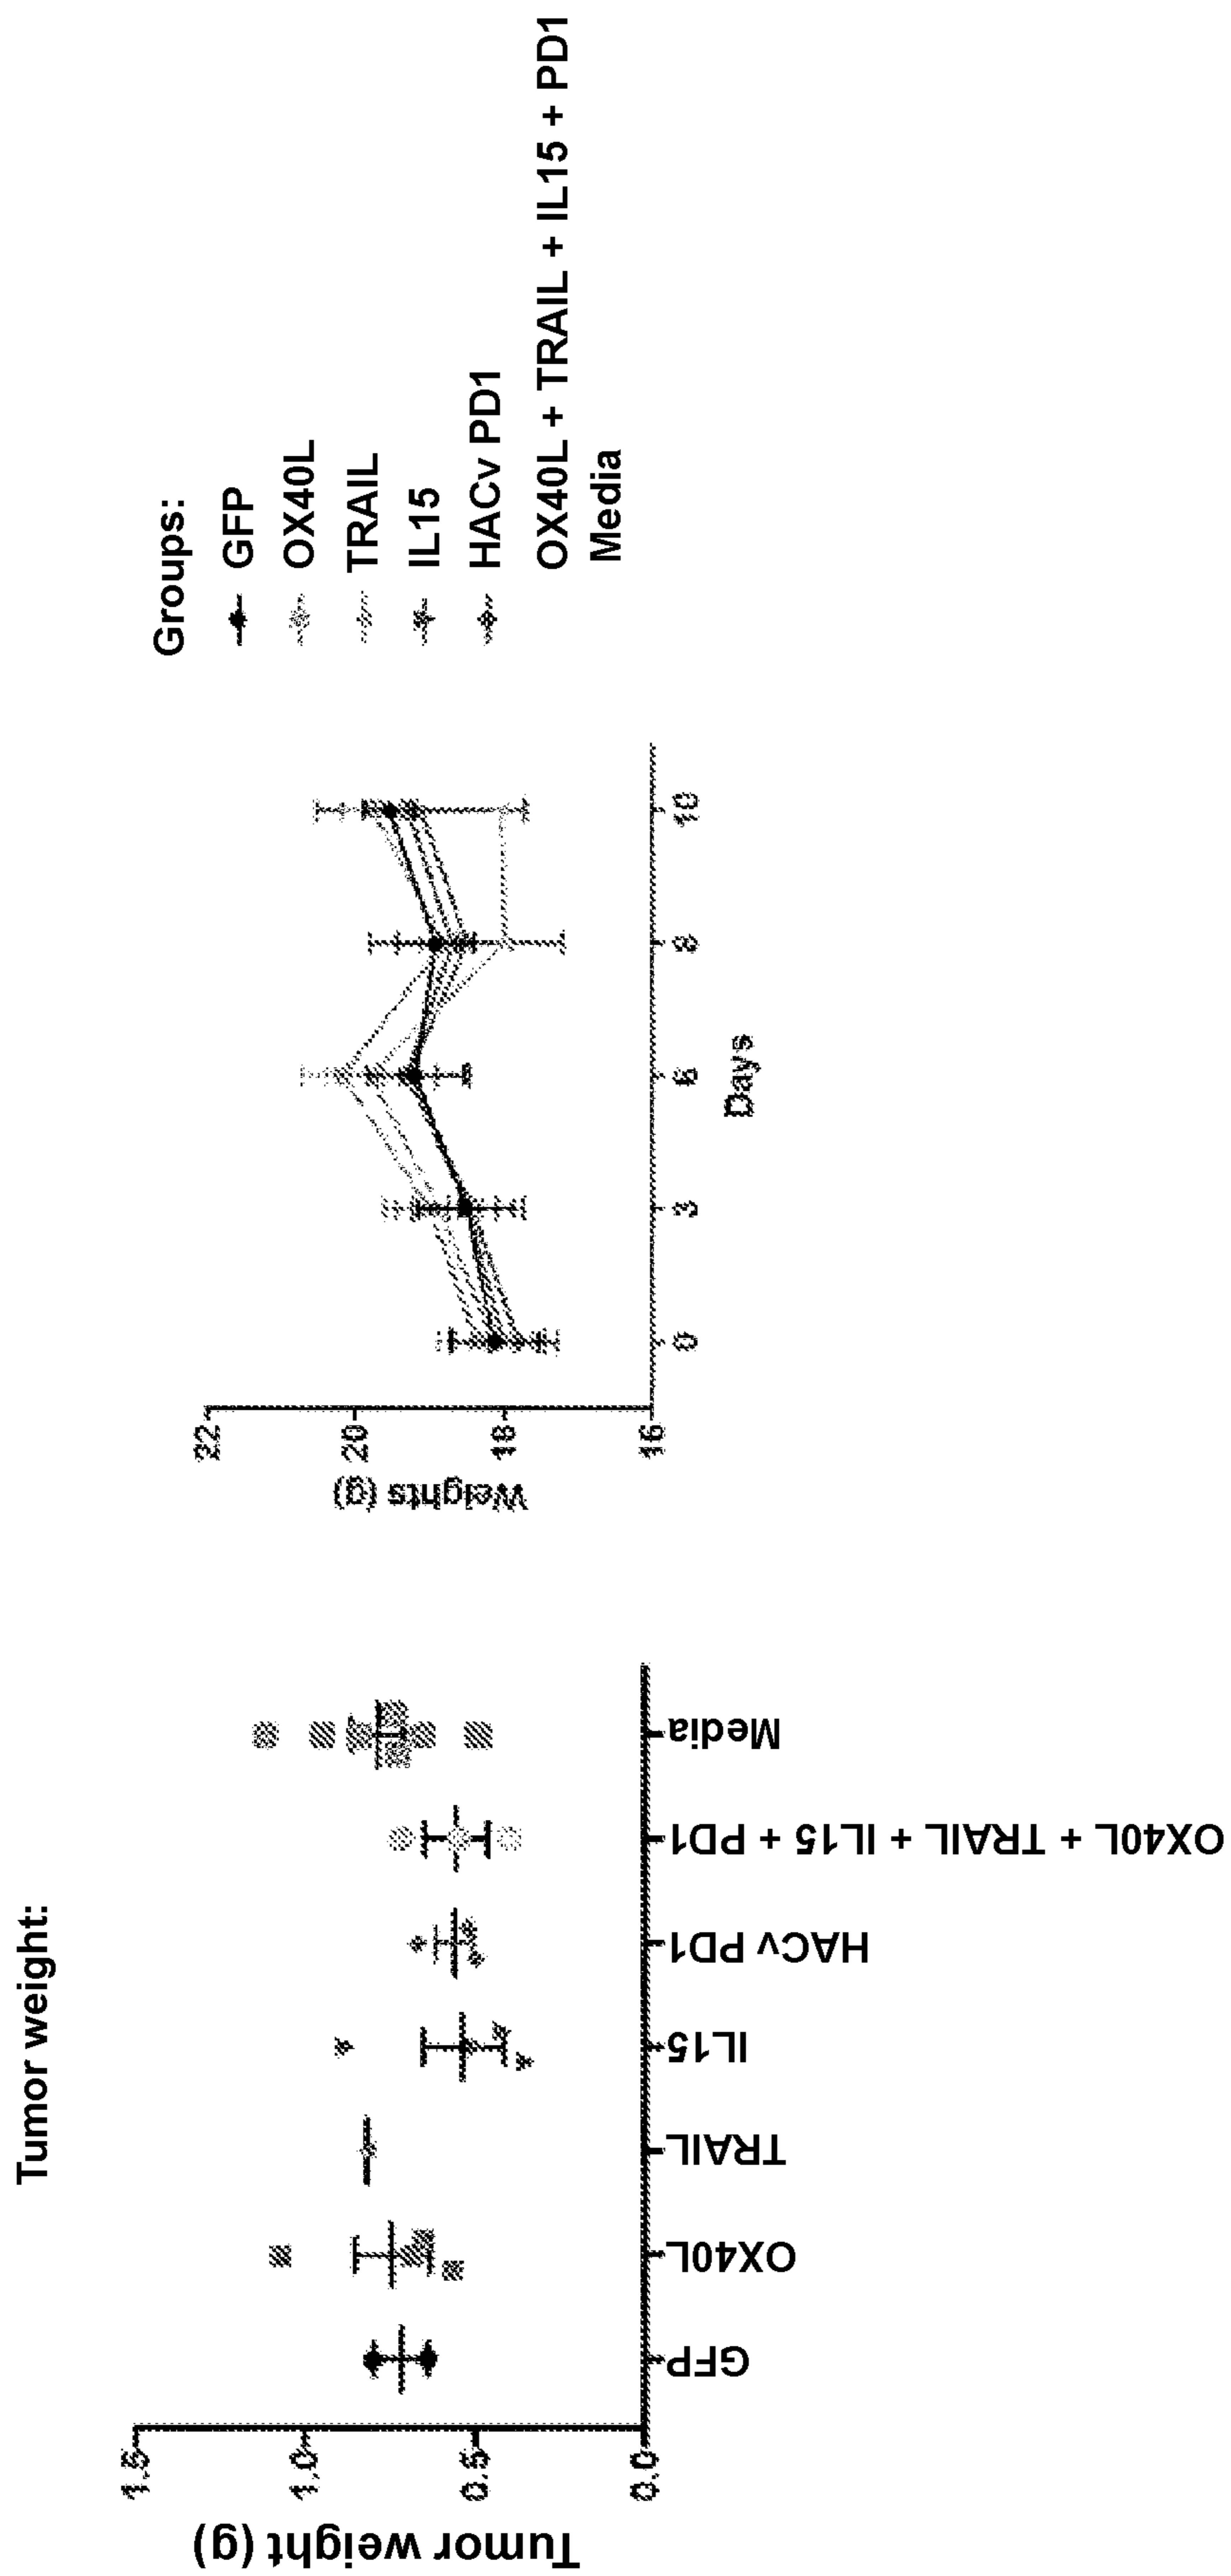 Tumor weight:
Tumor weight (g)
1.5
1.0
0.5
0.0
GFP
OX40L
TRAIL
IL15
HACv PD1
OX40L + TRAIL + IL15 + PD1
Media
Weights (g)
22
20
18
16
0
3
6
8
10
Days
Groups:
GFP
OX40L
TRAIL
IL15
HACv PD1
OX40L + TRAIL + IL15 + PD1
Media